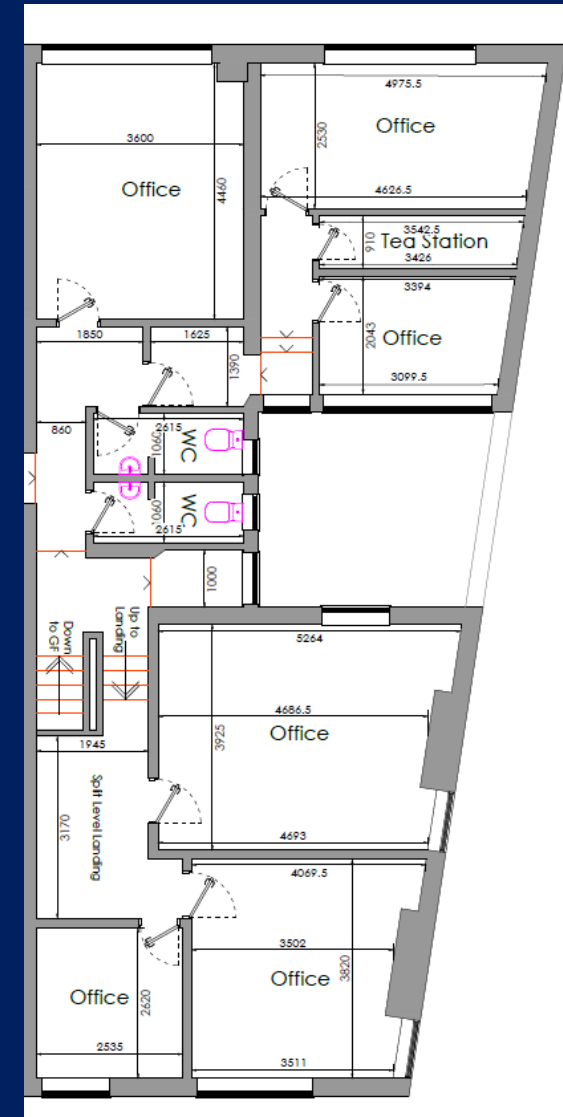 4975.5
Office
2530
4626.5
3600
Office
4460
3542.5
Tea Station
910
3426
3394
Office
2043
3099.5
1850
1625
1390
860
2615
1060
WC
1060
WC
2615
1000
Up to
Landing
Down
to GF
5264
4686.5
Office
3925
4693
1945
3170
Split Level Landing
4069.5
3502
Office
3820
3511
Office
2620
2535